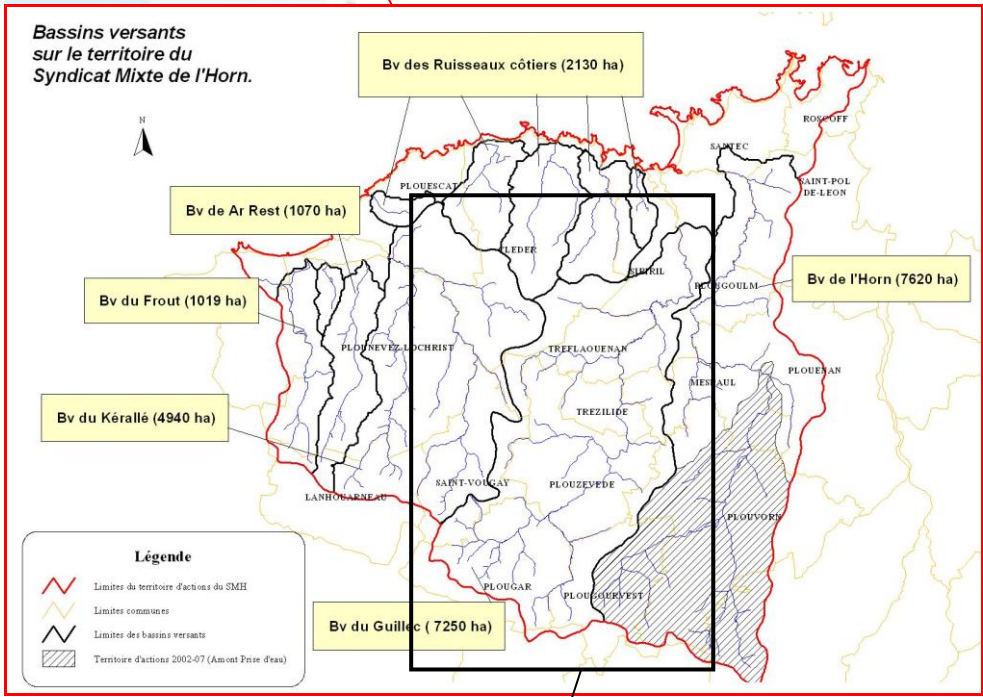 Bassins versants
sur le territoire du
Syndicat Mixte de l'Horn.
Bv des Ruisseaux côtiers (2130 ha)
N
ROSCOFF
SANTEC
PLOUESCAT
SAINT-POL
DE-LEON
Bv de Ar Rest (1070 ha)
CLEDER
SIBIRIL
Bv de l'Horn (7620 ha)
PLOUGOULM
Bv du Frout (1019 ha)
PLOUNEVEZ-LOCHRIST
TREFLAOUENAN
PLOUENAN
MESPAUL
TREZILIDE
Bv du Kérallé (4940 ha)
SAINT-VOUGAY
PLOUZEVEDE
LANHOUARNEAU
PLOUVORN
Légende
Limites du territoire d'actions du SMH
Limites communes
Limites des bassins versants
Territoire d'actions 2002-07 (Amont Prise d'eau)
PLOUGAR
PLOUGOURVEST
Bv du Guillec ( 7250 ha)